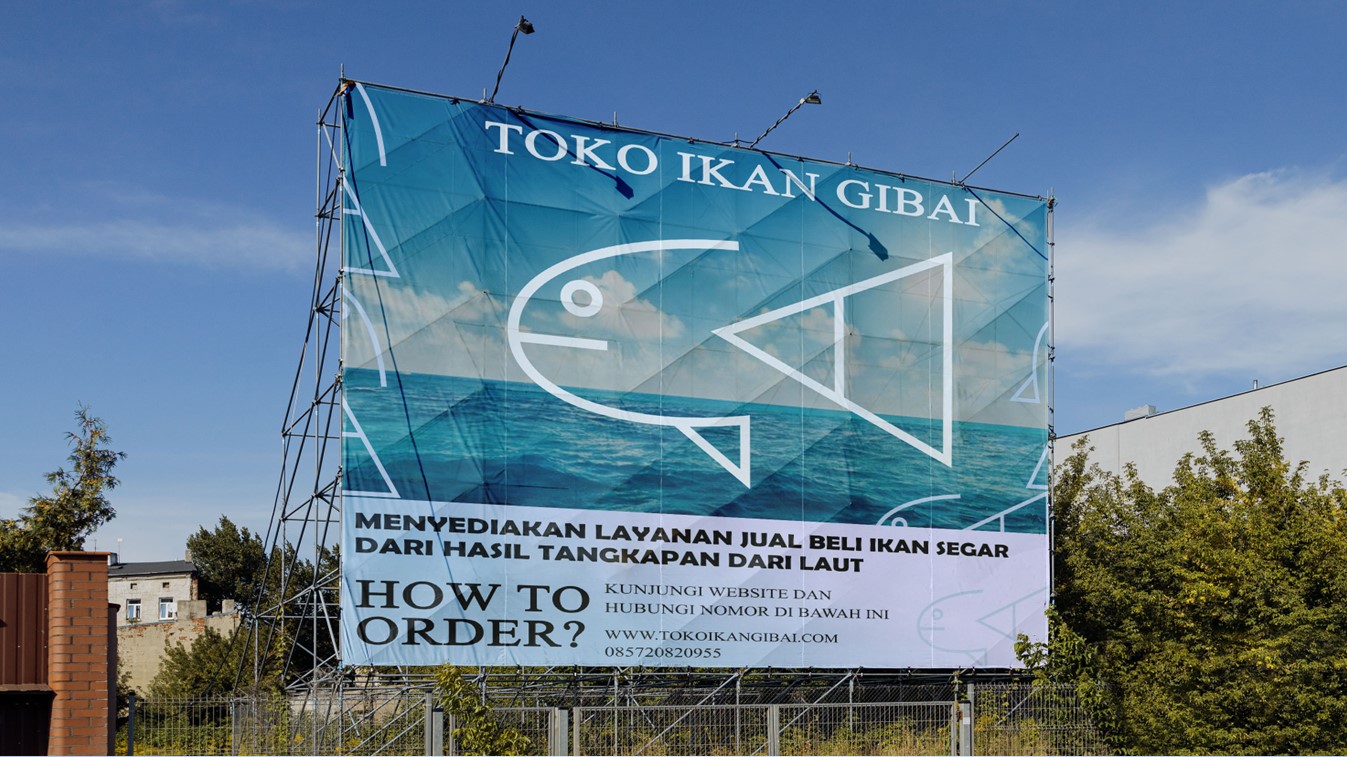 TOKO IKAN GIBAI
MENYEDIAKAN LAYANAN JUAL BELI IKAN SEGAR
DARI HASIL TANGKAPAN DARI LAUT
HOW TO
ORDER?
KUNJUNGI WEBSITE DAN
HUBUNGI NOMOR DI BAWAH INI
WWW.TOKOIKANGIBAI.COM
085720820955